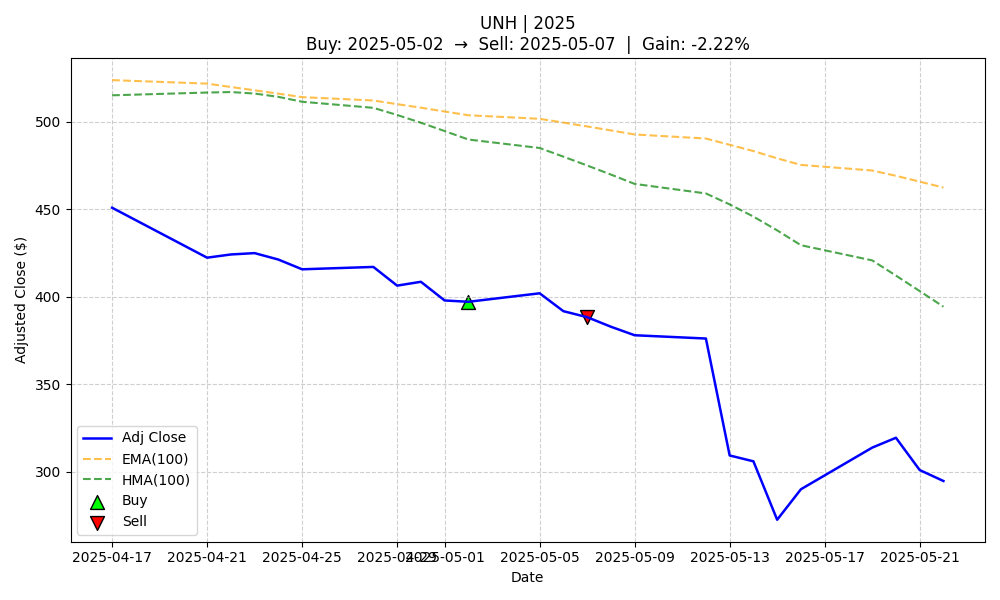 UNH | 2025
Buy: 2025-05-02 → Sell: 2025-05-07 | Gain: -2.22%
Adjusted Close ($)
500
450
400
350
300
Adj Close
EMA(100)
HMA(100)
Buy
Sell
2025-04-17 2025-04-21 2025-04-25 2025-04-29 2025-05-01 2025-05-05 2025-05-09 2025-05-13 2025-05-17 2025-05-21
Date